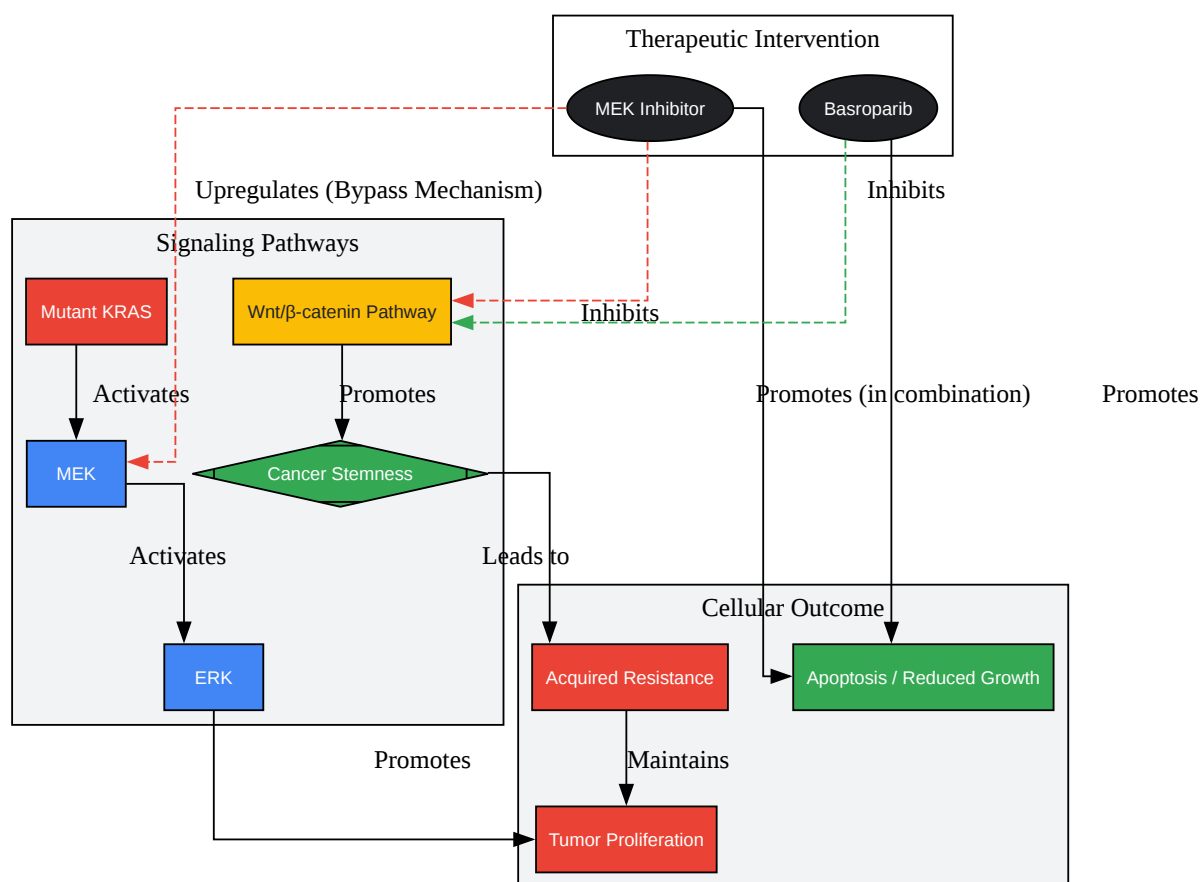 Therapeutic Intervention
MEK Inhibitor
Basroparib
Upregulates (Bypass Mechanism)
Inhibits
Signaling Pathways
Mutant KRAS
Wnt/β-catenin Pathway
Inhibits
Activates
Promotes
Promotes (in combination)
Promotes
MEK
Cancer Stemness
Activates
Leads to
Cellular Outcome
ERK
Acquired Resistance
Apoptosis / Reduced Growth
Promotes
Maintains
Tumor Proliferation